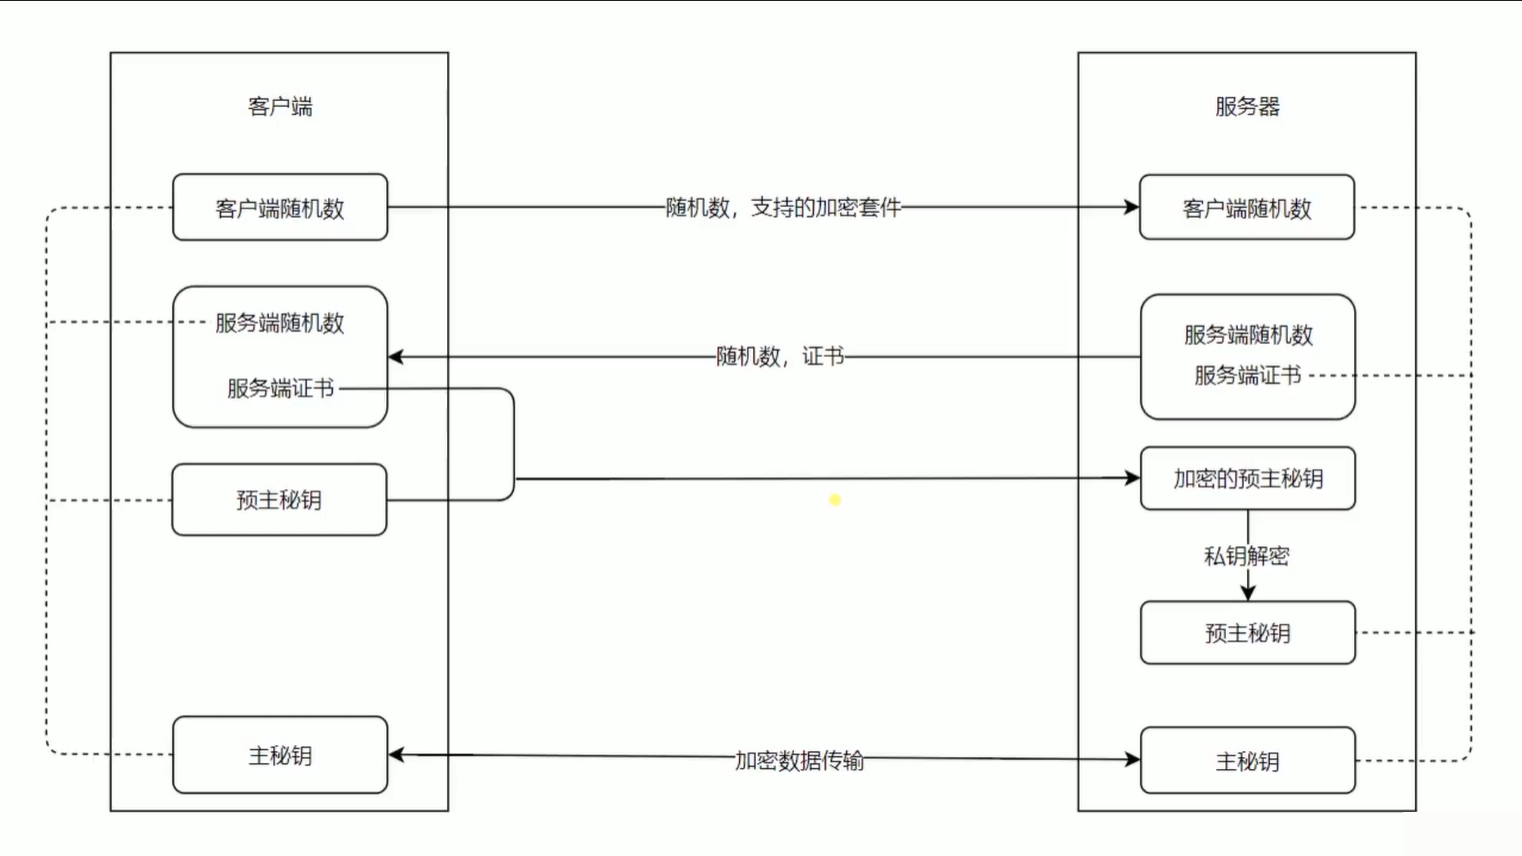 客户端
服务器
客户端随机数
随机数，支持的加密套件
客户端随机数
服务端随机数
服务端证书
随机数，证书
服务端随机数
服务端证书
预主秘钥
加密的预主秘钥
私钥解密
预主秘钥
主秘钥
加密数据传输
主秘钥